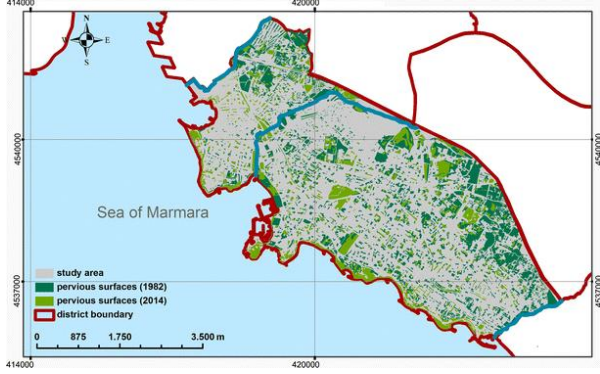 414000
420000
N
W
E
S
4540000
4540000
Sea of Marmara
study area
pervious surfaces (1982)
pervious surfaces (2014)
district boundary
0 875 1.750 3.500 m
4537000
4537000
414000
420000